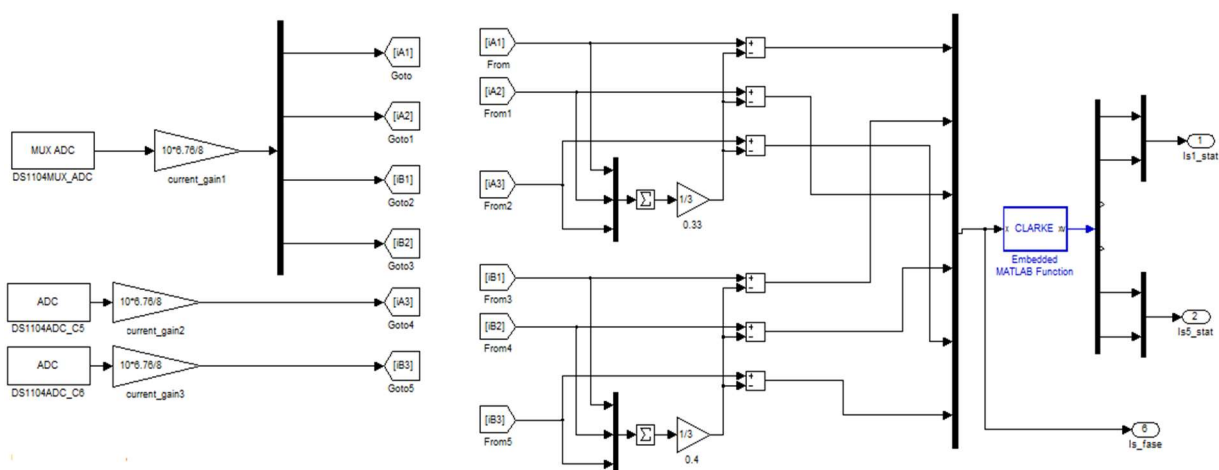 MUX ADC
DS1104MUX_ADC
10*6.76/8
current_gain1
[iA1]
Goto
[iA2]
Goto1
[iB1]
Goto2
[iB2]
Goto3
ADC
DS1104ADC_C5
10*6.76/8
current_gain2
[iA3]
Goto4
ADC
DS1104ADC_C6
10*6.76/8
current_gain3
[iB3]
Goto5
[iA1]
From
[iA2]
From1
[iA3]
From2
Σ
1/3
0.33
+
−
+
−
+
−
[iB1]
From3
[iB2]
From4
[iB3]
From5
Σ
1/3
0.4
+
−
+
−
+
−
x CLARKE xv
Embedded
MATLAB Function
1
Is1_stat
2
Is5_stat
6
Is_fase